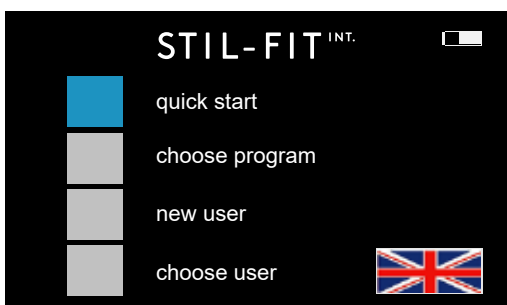 STIL-FIT INT.
quick start
choose program
new user
choose user